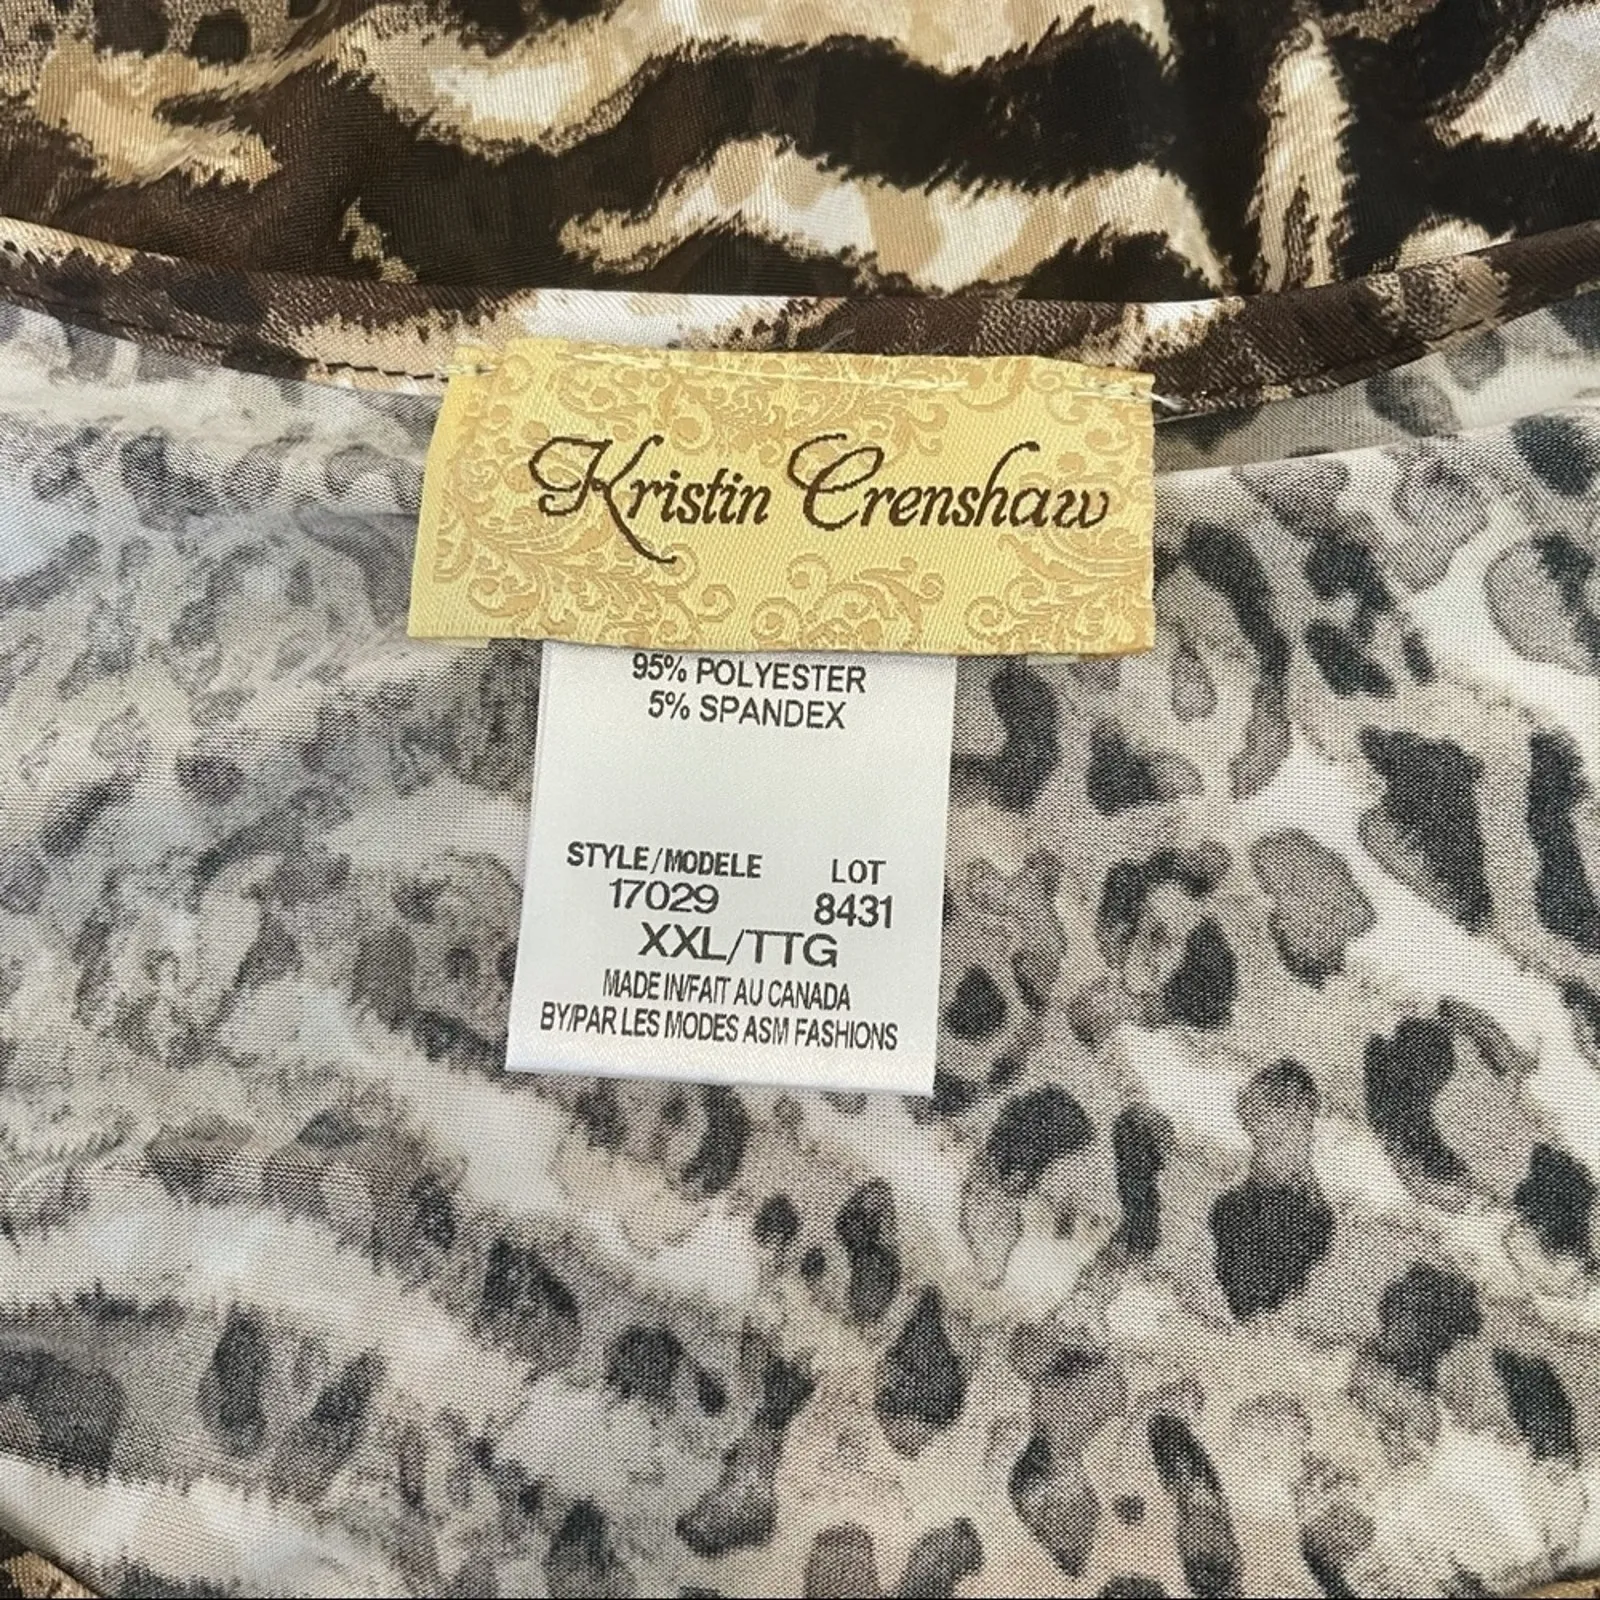 Kristin Crenshaw
95% POLYESTER
5% SPANDEX
STYLE/MODELE LOT
17029 8431
XXL/TTG
MADE IN/FAIT AU CANADA
BY/PAR LES MODES ASM FASHIONS